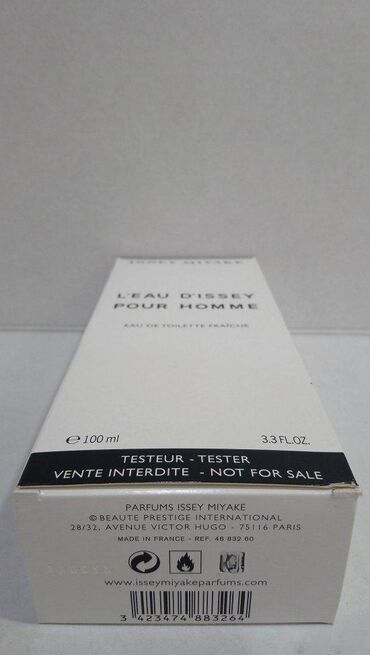 ISSEY MIYAKE
L'EAU D'ISSEY
POUR HOMME
EAU DE TOILETTE FRAÎCHE
℮ 100 ml 3.3 FL.OZ.
TESTEUR - TESTER
VENTE INTERDITE - NOT FOR SALE
PARFUMS ISSEY MIYAKE
© BEAUTE PRESTIGE INTERNATIONAL
28/32, AVENUE VICTOR HUGO - 75116 PARIS
MADE IN FRANCE - REF. 46 832 60
www.isseymiyakeparfums.com
3 423474 883264